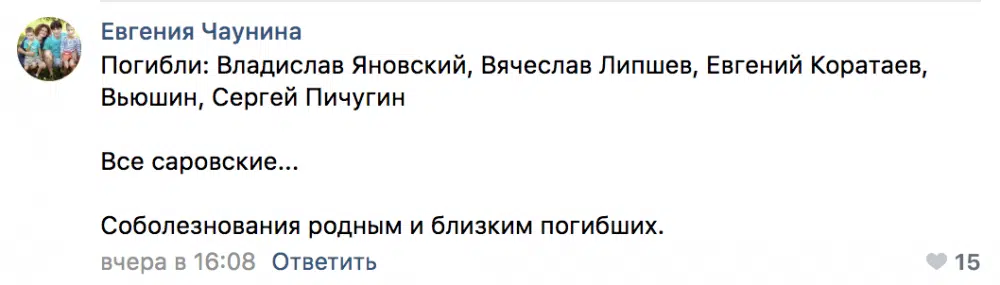 Евгения Чаунина
Погибли: Владислав Яновский, Вячеслав Липшев, Евгений Коратаев,
Вьюшин, Сергей Пичугин
Все саровские...
Соболезнования родным и близким погибших.
вчера в 16:08 Ответить 15